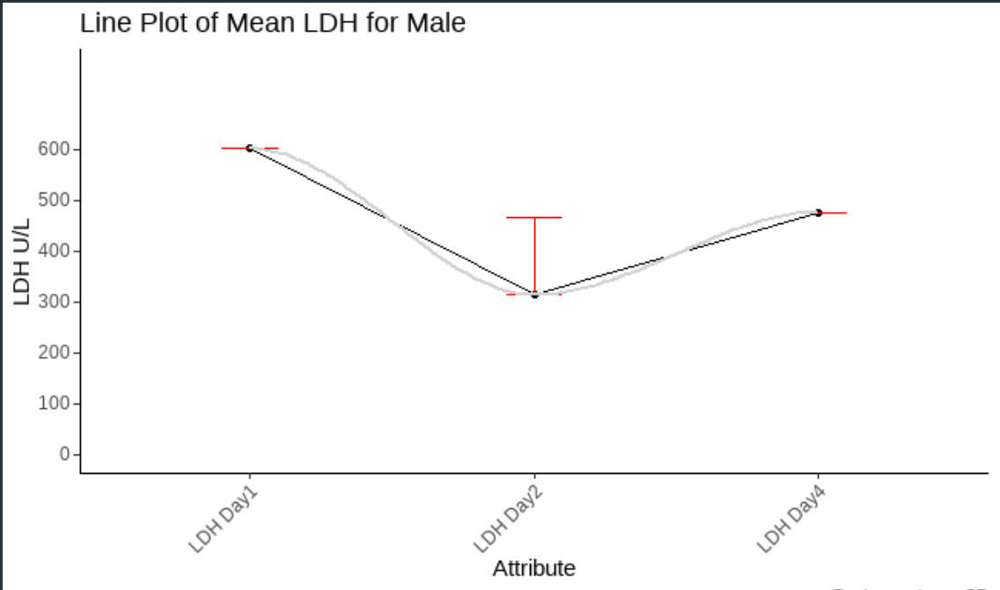 Line Plot of Mean LDH for Male
LDH U/L
600
500
400
300
200
100
0
LDH Day1
LDH Day2
LDH Day4
Attribute